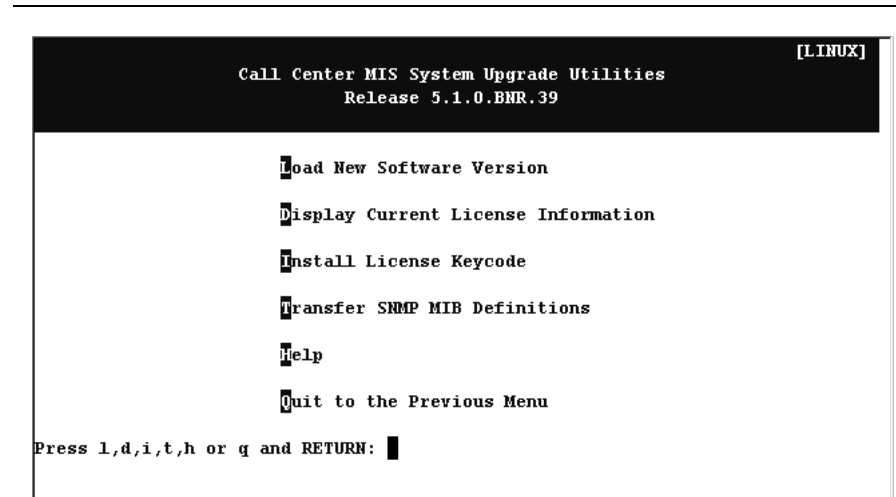 [LINUX]
Call Center MIS System Upgrade Utilities
Release 5.1.0.BNR.39
Load New Software Version
Display Current License Information
Install License Keycode
Transfer SNMP MIB Definitions
Help
Quit to the Previous Menu
Press l,d,i,t,h or q and RETURN: